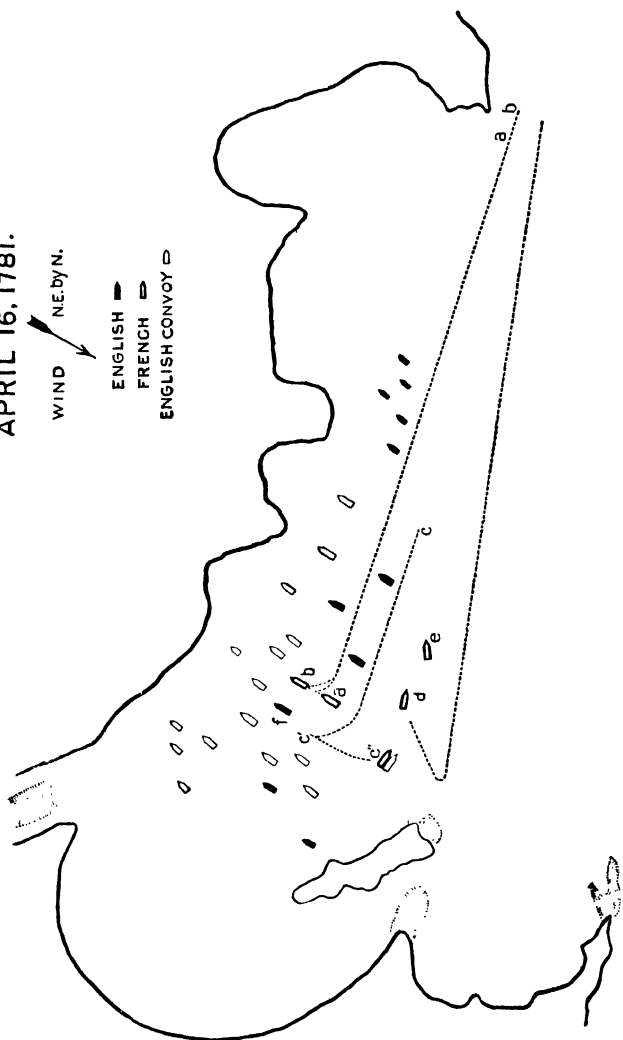 APRIL 16, 1781.
WIND N.E. by N.
ENGLISH
FRENCH
ENGLISH CONVOY
b
a
c
e
d
b
a
f
c'
c"